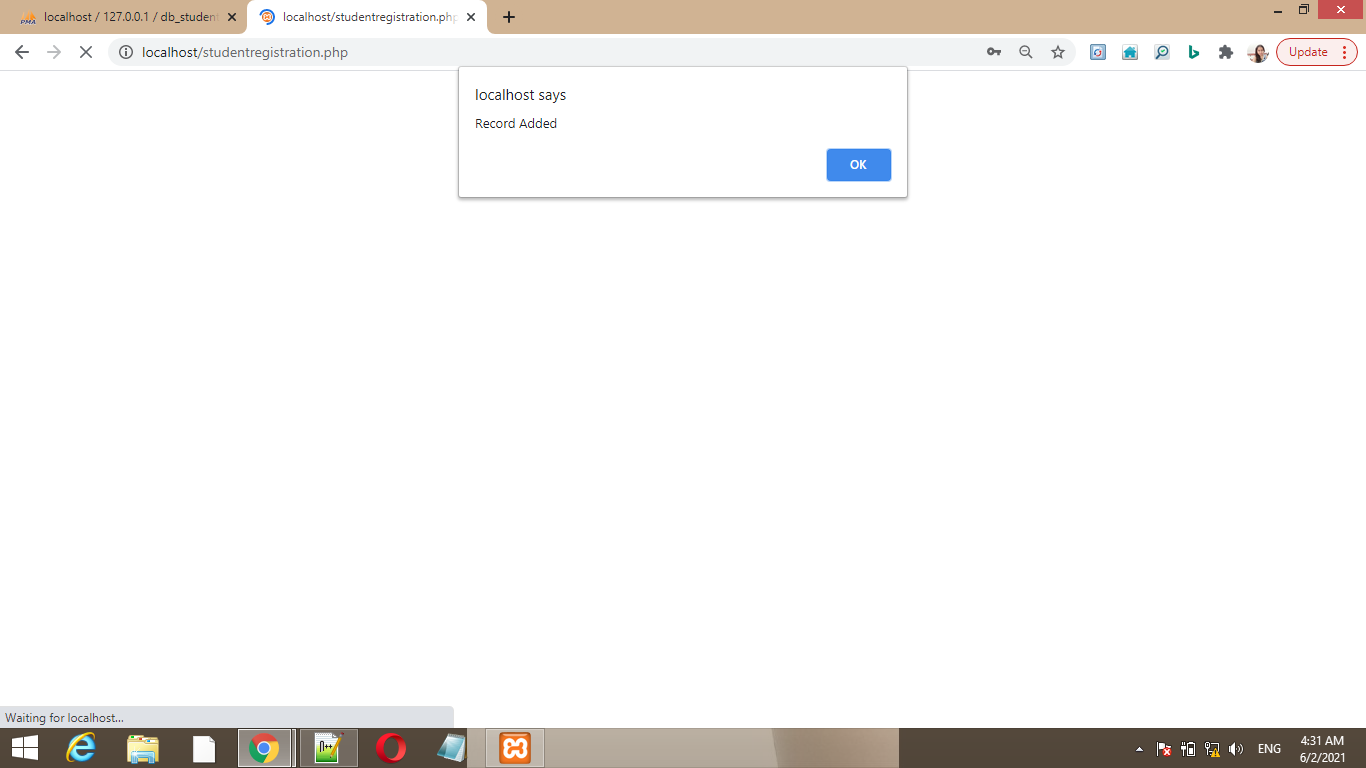 localhost / 127.0.0.1 / db_student
localhost/studentregistration.php
localhost/studentregistration.php
Update
localhost says
Record Added
OK
Waiting for localhost...
ENG
4:31 AM
6/2/2021